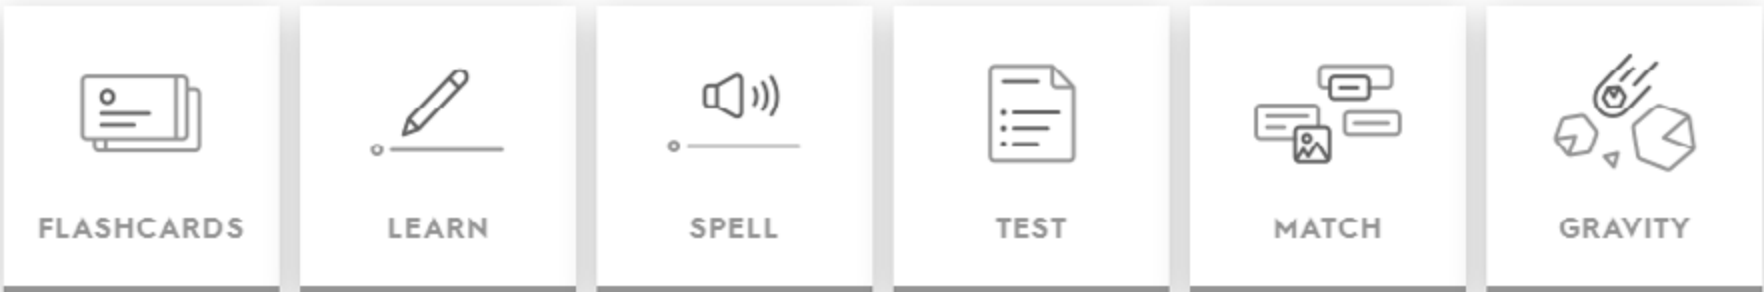 FLASHCARDS
LEARN
SPELL
TEST
MATCH
GRAVITY